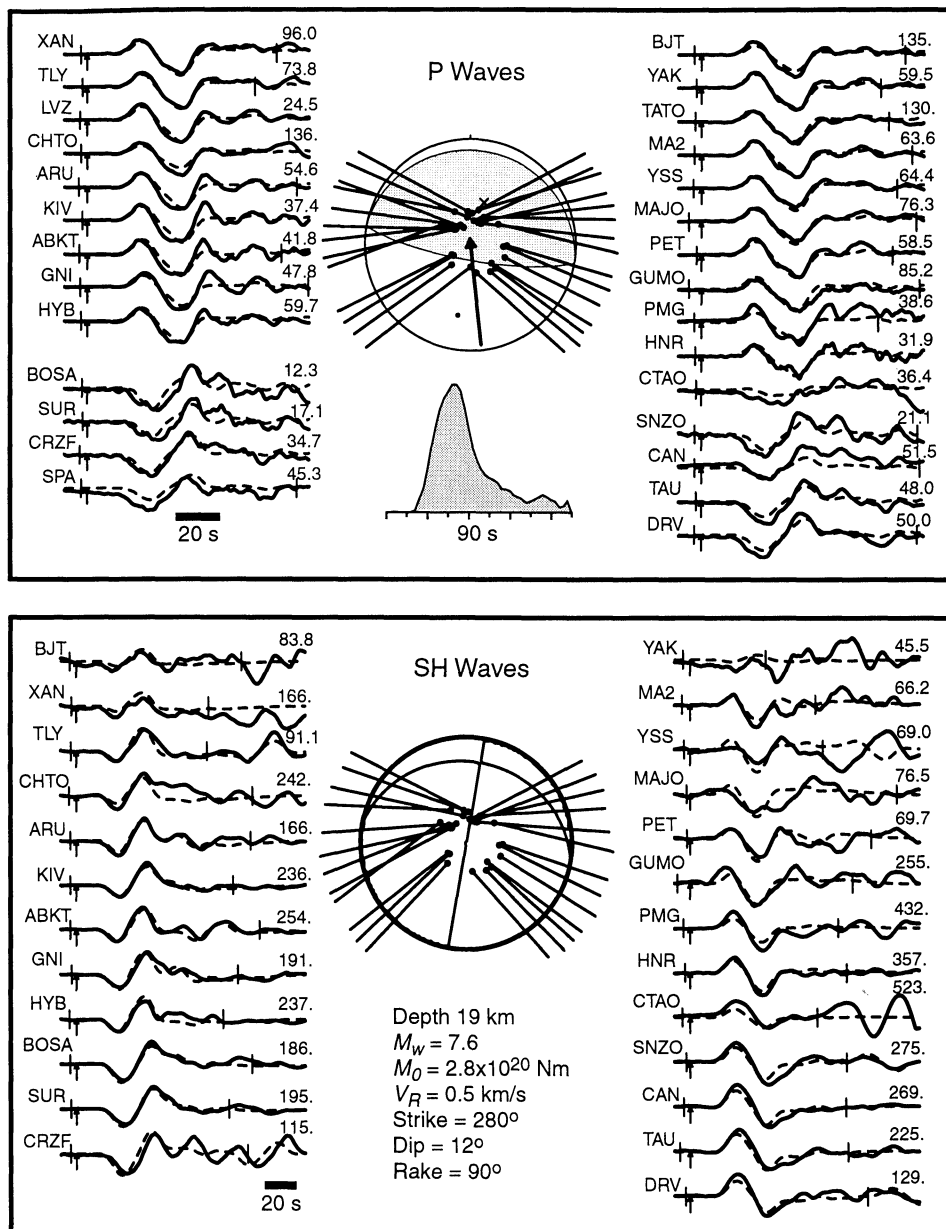 P Waves
XAN 96.0
TLY 73.8
LVZ 24.5
CHTO 136.
ARU 54.6
KIV 37.4
ABKT 41.8
GNI 47.8
HYB 59.7
BOSA 12.3
SUR 17.1
CRZF 34.7
SPA 45.3
20 s
90 s
BJT 135.
YAK 59.5
TATO 130.
MA2 63.6
YSS 64.4
MAJO 76.3
PET 58.5
GUMO 85.2
PMG 38.6
HNR 31.9
CTAO 36.4
SNZO 21.1
CAN 51.5
TAU 48.0
DRV 50.0
SH Waves
BJT 83.8
XAN 166.
TLY 91.1
CHTO 242.
ARU 166.
KIV 236.
ABKT 254.
GNI 191.
HYB 237.
BOSA 186.
SUR 195.
CRZF 115.
20 s
Depth 19 km
M_W = 7.6
M_0 = 2.8x10^20 Nm
V_R = 0.5 km/s
Strike = 280º
Dip = 12º
Rake = 90º
YAK 45.5
MA2 66.2
YSS 69.0
MAJO 76.5
PET 69.7
GUMO 255.
PMG 432.
HNR 357.
CTAO 523.
SNZO 275.
CAN 269.
TAU 225.
DRV 129.